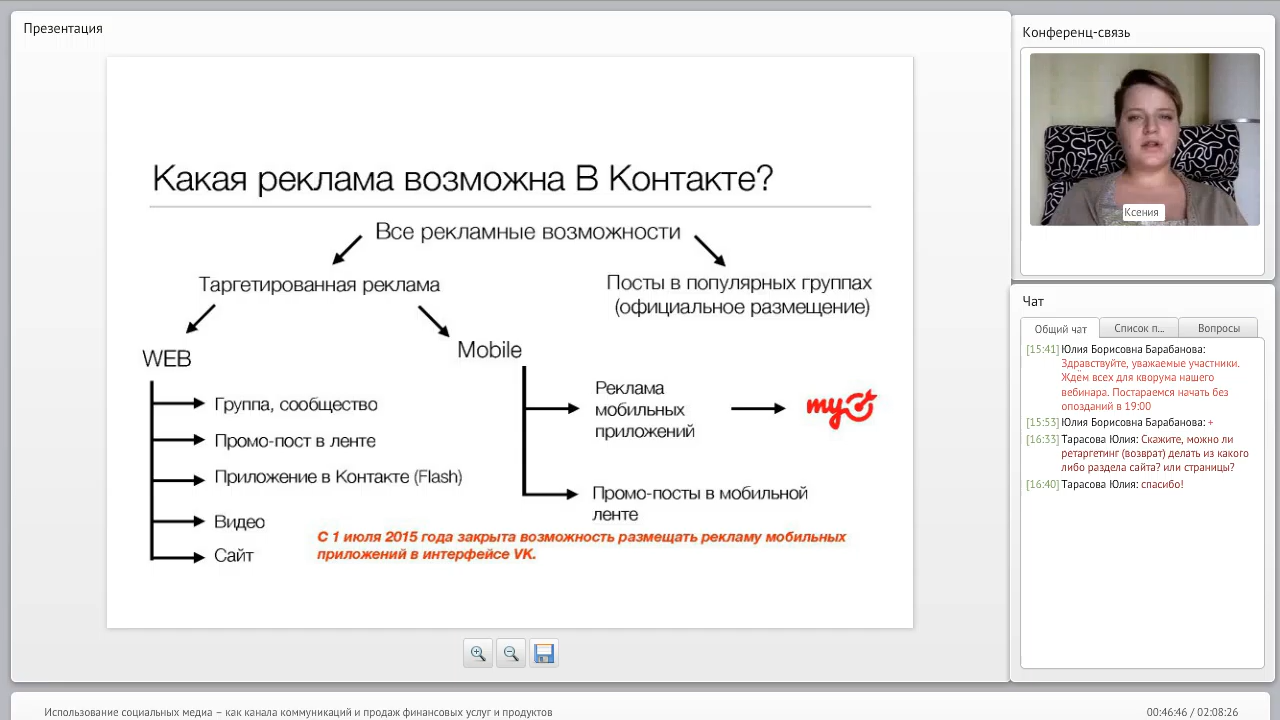 Презентация
Какая реклама возможна В Контакте?
Все рекламные возможности
Таргетированная реклама
Посты в популярных группах
(официальное размещение)
WEB
Mobile
Группа, сообщество
Промо-пост в ленте
Приложение в Контакте (Flash)
Видео
Сайт
Реклама
мобильных
приложений
my
Промо-посты в мобильной
ленте
С 1 июля 2015 года закрыта возможность размещать рекламу мобильных
приложений в интерфейсе VK.
Конференц-связь
Ксения
Чат
Общий чат
Список п...
Вопросы
[15:41] Юлия Борисовна Барабанова:
Здравствуйте, уважаемые участники.
Ждём всех для кворума нашего
вебинара. Постараемся начать без
опозданий в 19:00
[15:53] Юлия Борисовна Барабанова: +
[16:33] Тарасова Юлия: Скажите, можно ли
ретаргетинг (возврат) делать из какого
либо раздела сайта? или страницы?
[16:40] Тарасова Юлия: спасибо!
Использование социальных медиа – как канала коммуникаций и продаж финансовых услуг и продуктов
00:46:46 / 02:08:26